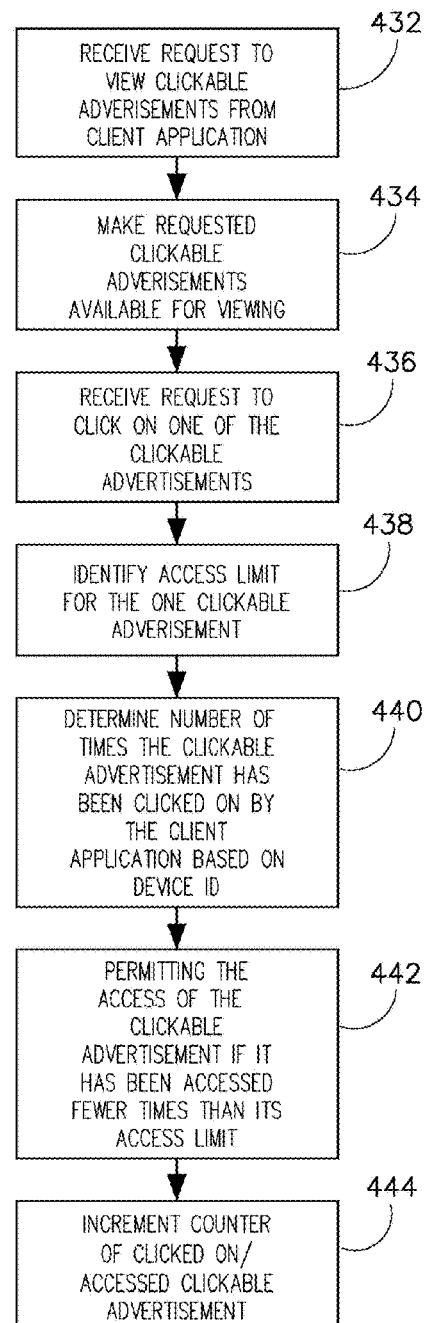 RECEIVE REQUEST TO
VIEW CLICKABLE
ADVERISEMENTS FROM
CLIENT APPLICATION
432
MAKE REQUESTED
CLICKABLE
ADVERISEMENTS
AVAILABLE FOR VIEWING
434
RECEIVE REQUEST TO
CLICK ON ONE OF THE
CLICKABLE
ADVERTISEMENTS
436
IDENTIFY ACCESS LIMIT
FOR THE ONE CLICKABLE
ADVERISEMENT
438
DETERMINE NUMBER OF
TIMES THE CLICKABLE
ADVERTISEMENT HAS
BEEN CLICKED ON BY
THE CLIENT
APPLICATION BASED ON
DEVICE ID
440
PERMITTING THE
ACCESS OF THE
CLICKABLE
ADVERTISEMENT IF IT
HAS BEEN ACCESSED
FEWER TIMES THAN ITS
ACCESS LIMIT
442
INCREMENT COUNTER
OF CLICKED ON/
ACCESSED CLICKABLE
ADVERTISEMENT
444